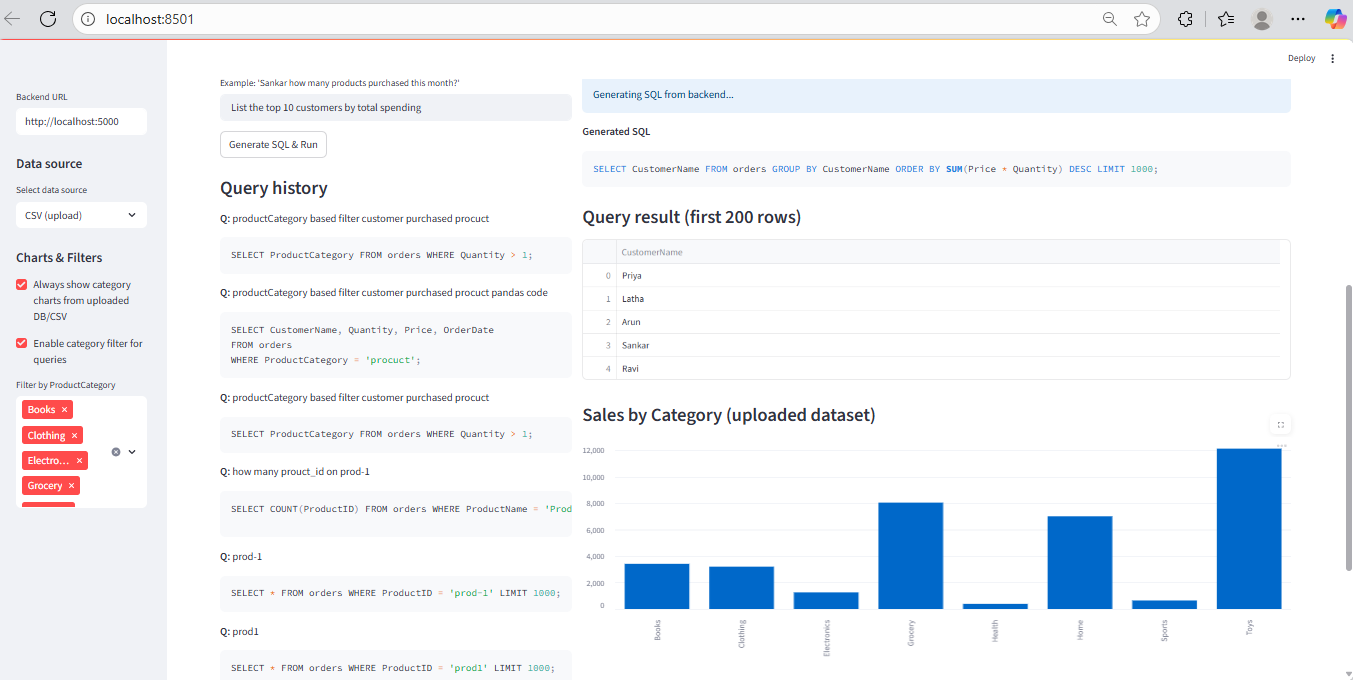 localhost:8501
Deploy
Backend URL
http://localhost:5000
Data source
Select data source
CSV (upload)
Charts & Filters
Always show category
charts from uploaded
DB/CSV
Enable category filter for
queries
Filter by ProductCategory
Books ×
Clothing ×
Electro... ×
Grocery ×
Example: 'Sankar how many products purchased this month?'
List the top 10 customers by total spending
Generate SQL & Run
Query history
Q: productCategory based filter customer purchased procuct
SELECT ProductCategory FROM orders WHERE Quantity > 1;
Q: productCategory based filter customer purchased procuct pandas code
SELECT CustomerName, Quantity, Price, OrderDate
FROM orders
WHERE ProductCategory = 'procuct';
Q: productCategory based filter customer purchased procuct
SELECT ProductCategory FROM orders WHERE Quantity > 1;
Q: how many prouct_id on prod-1
SELECT COUNT(ProductID) FROM orders WHERE ProductName = 'Prod
Q: prod-1
SELECT * FROM orders WHERE ProductID = 'prod-1' LIMIT 1000;
Q: prod1
SELECT * FROM orders WHERE ProductID = 'prod1' LIMIT 1000;
Generating SQL from backend...
Generated SQL
SELECT CustomerName FROM orders GROUP BY CustomerName ORDER BY SUM(Price * Quantity) DESC LIMIT 1000;
Query result (first 200 rows)
CustomerName
0 Priya
1 Latha
2 Arun
3 Sankar
4 Ravi
Sales by Category (uploaded dataset)
12,000
10,000
8,000
6,000
4,000
2,000
0
Books
Clothing
Electronics
Grocery
Health
Home
Sports
Toys